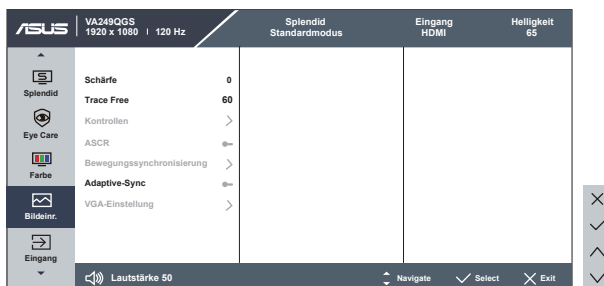 ASUS
VA249QGS
1920 x 1080 | 120 Hz
Splendid
Standardmodus
Eingang
HDMI
Helligkeit
65
Splendid
Eye Care
Farbe
Bildeinr.
Eingang
Schärfe 0
Trace Free 60
Kontrollen
ASCR
Bewegungssynchronisierung
Adaptive-Sync
VGA-Einstellung
Lautstärke 50
Navigate Select Exit